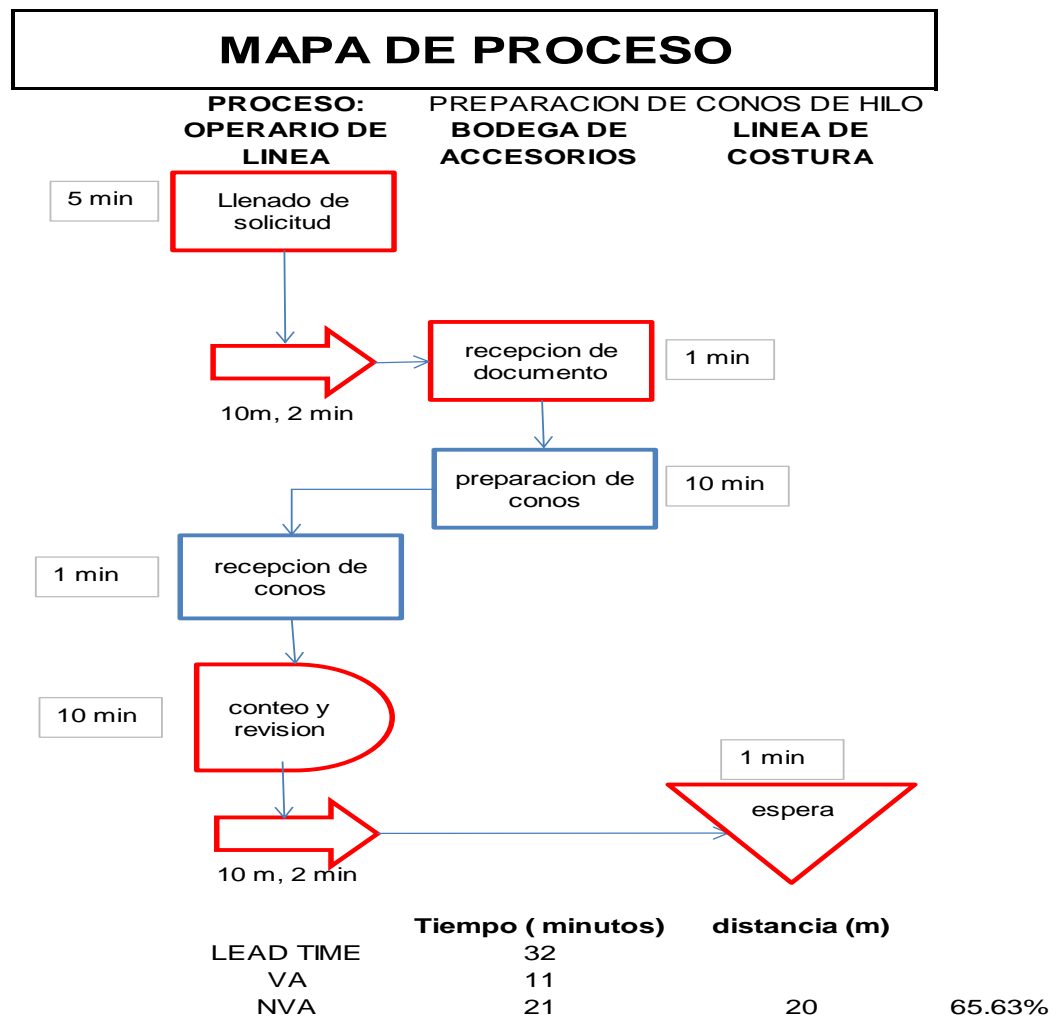 MAPA DE PROCESO
PROCESO: PREPARACION DE CONOS DE HILO
OPERARIO DE LINEA
BODEGA DE ACCESORIOS
LINEA DE COSTURA
5 min
Llenado de
solicitud
10m, 2 min
recepcion de
documento
1 min
preparacion de
conos
10 min
1 min
recepcion de
conos
10 min
conteo y
revision
10 m, 2 min
1 min
espera
Tiempo ( minutos) distancia (m)
LEAD TIME 32
VA 11
NVA 21 20 65.63%